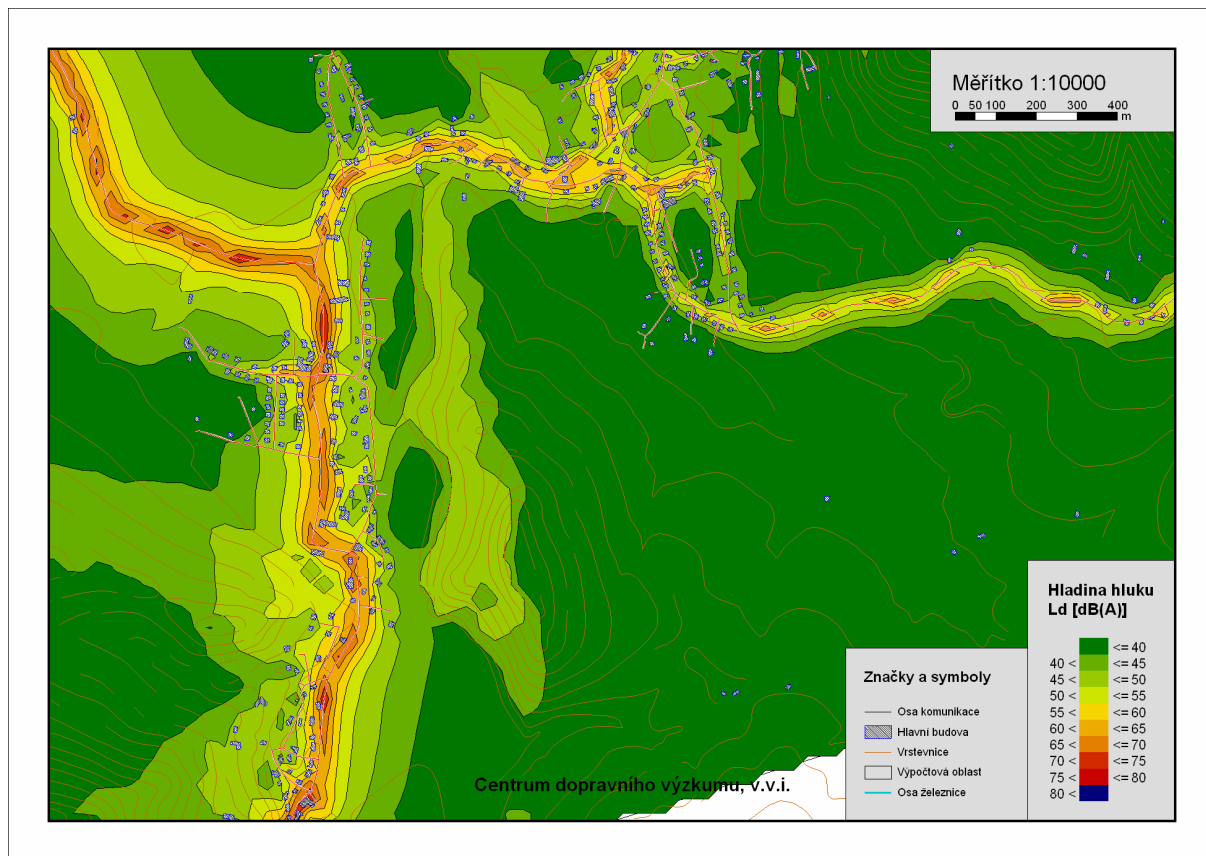 Měřítko 1:10000
0 50 100 200 300 400
m
Hladina hluku
Ld [dB(A)]
<= 40
40 < <= 45
45 < <= 50
50 < <= 55
55 < <= 60
60 < <= 65
65 < <= 70
70 < <= 75
75 < <= 80
80 <
Značky a symboly
Osa komunikace
Hlavní budova
Vrstevnice
Výpočtová oblast
Osa železnice
Centrum dopravního výzkumu, v.v.i.